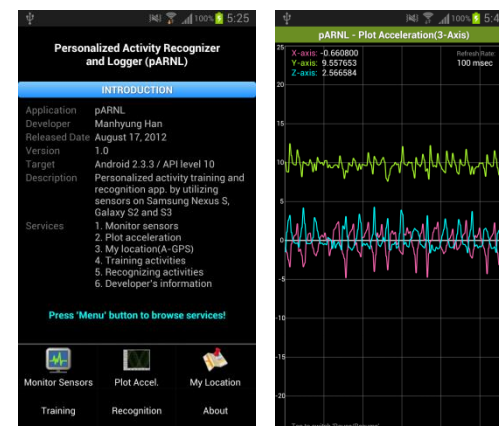 100% 5:25
Personalized Activity Recognizer
and Logger (pARNL)
INTRODUCTION
Application pARNL
Developer Manhyung Han
Released Date August 17, 2012
Version 1.0
Target Android 2.3.3 / API level 10
Description Personalized activity training and
recognition app. by utilizing
sensors on Samsung Nexus S,
Galaxy S2 and S3
Services 1. Monitor sensors
2. Plot acceleration
3. My location(A-GPS)
4. Training activities
5. Recognizing activities
6. Developer's information
Press 'Menu' button to browse services!
Monitor Sensors Plot Accel. My Location
Training Recognition About
100% 5:4
pARNL - Plot Acceleration(3-Axis)
25
X-axis: -0.660800 Refresh Rate
Y-axis: 9.557653 100 msec
Z-axis: 2.566584
20
15
10
5
0
-5
-10
-15
-20